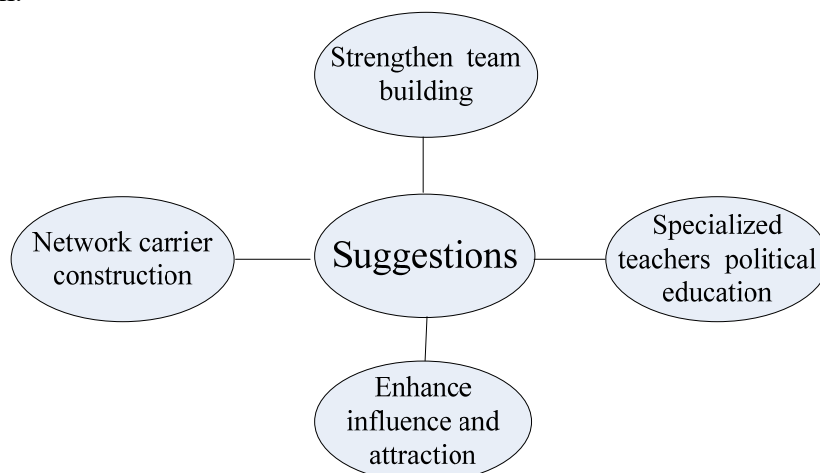 Strengthen team
building
Network carrier
construction
Suggestions
Specialized
teachers political
education
Enhance
influence and
attraction